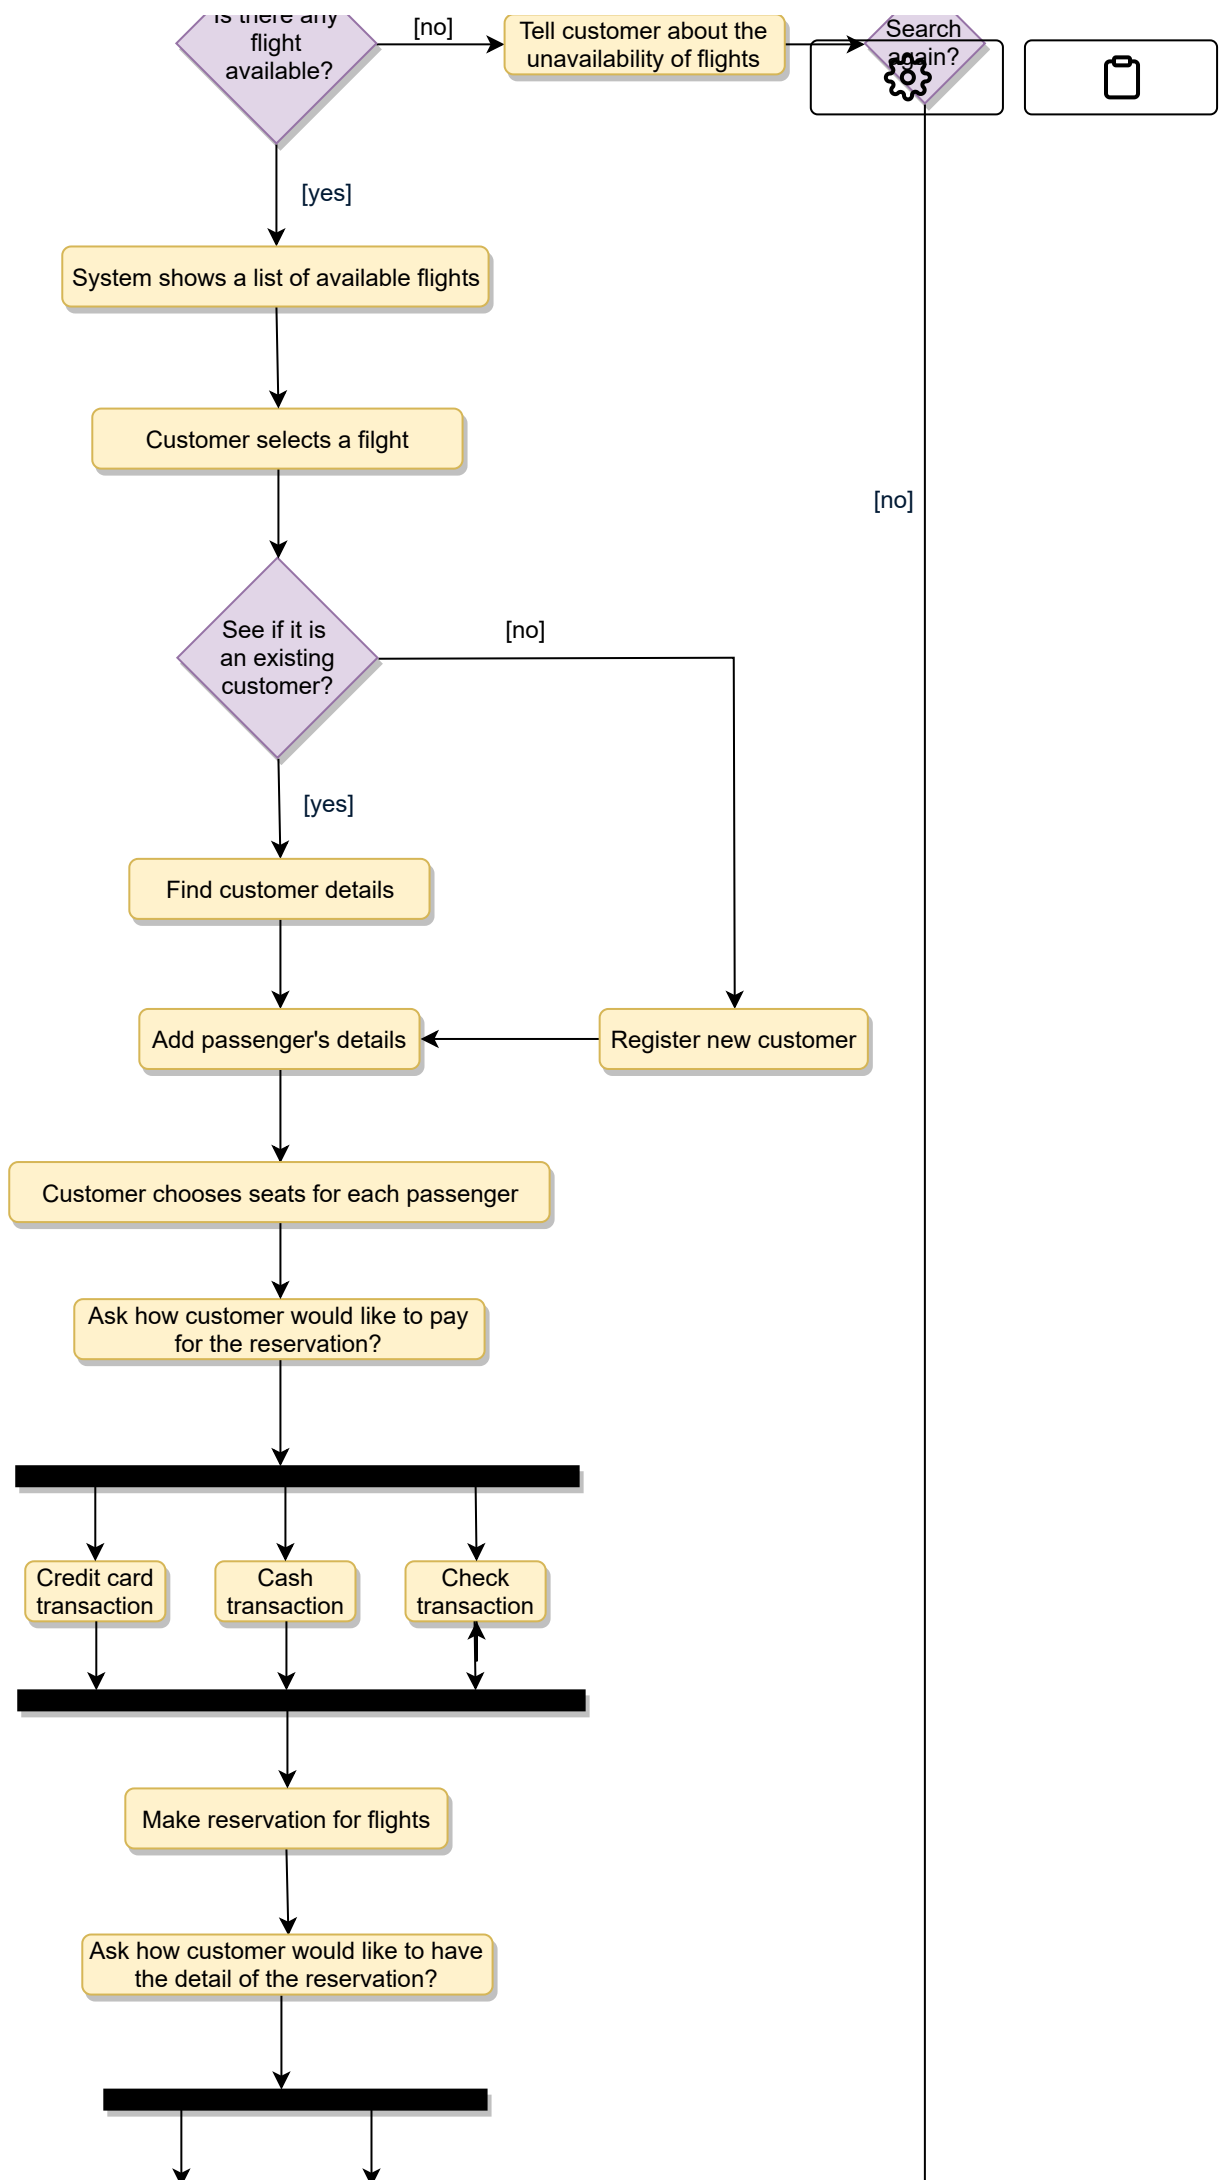 Is there any
flight
available?
[no]
Tell customer about the
unavailability of flights
Search
again?
[yes]
System shows a list of available flights
Customer selects a filght
[no]
See if it is
an existing
customer?
[no]
[yes]
Find customer details
Add passenger's details
Register new customer
Customer chooses seats for each passenger
Ask how customer would like to pay
for the reservation?
Credit card
transaction
Cash
transaction
Check
transaction
Make reservation for flights
Ask how customer would like to have
the detail of the reservation?